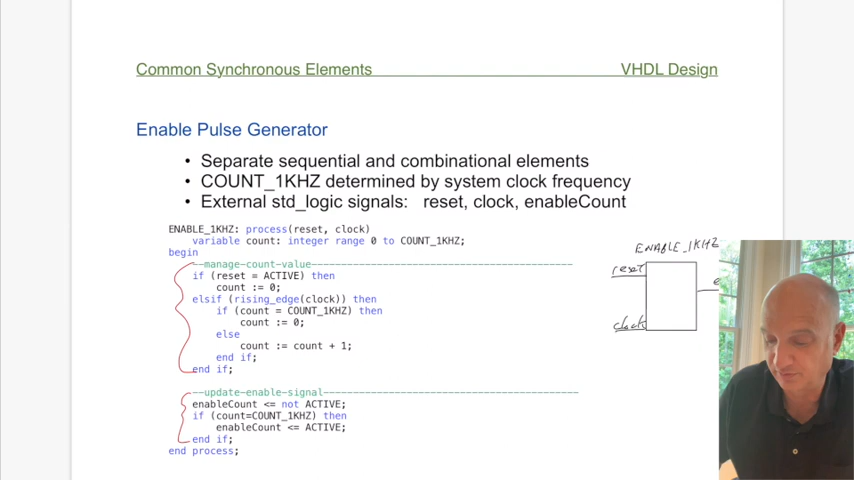 Common Synchronous Elements VHDL Design
Enable Pulse Generator
• Separate sequential and combinational elements
• COUNT_1KHZ determined by system clock frequency
• External std_logic signals: reset, clock, enableCount
ENABLE_1KHZ: process(reset, clock)
variable count: integer range 0 to COUNT_1KHZ;
begin
--manage-count-value------------------------------------------------
if (reset = ACTIVE) then
count := 0;
elsif (rising_edge(clock)) then
if (count = COUNT_1KHZ) then
count := 0;
else
count := count + 1;
end if;
end if;
--update-enable-signal-----------------------------------------------
enableCount <= not ACTIVE;
if (count=COUNT_1KHZ) then
enableCount <= ACTIVE;
end if;
end process;
ENABLE_1KHZ
reset
e
clock